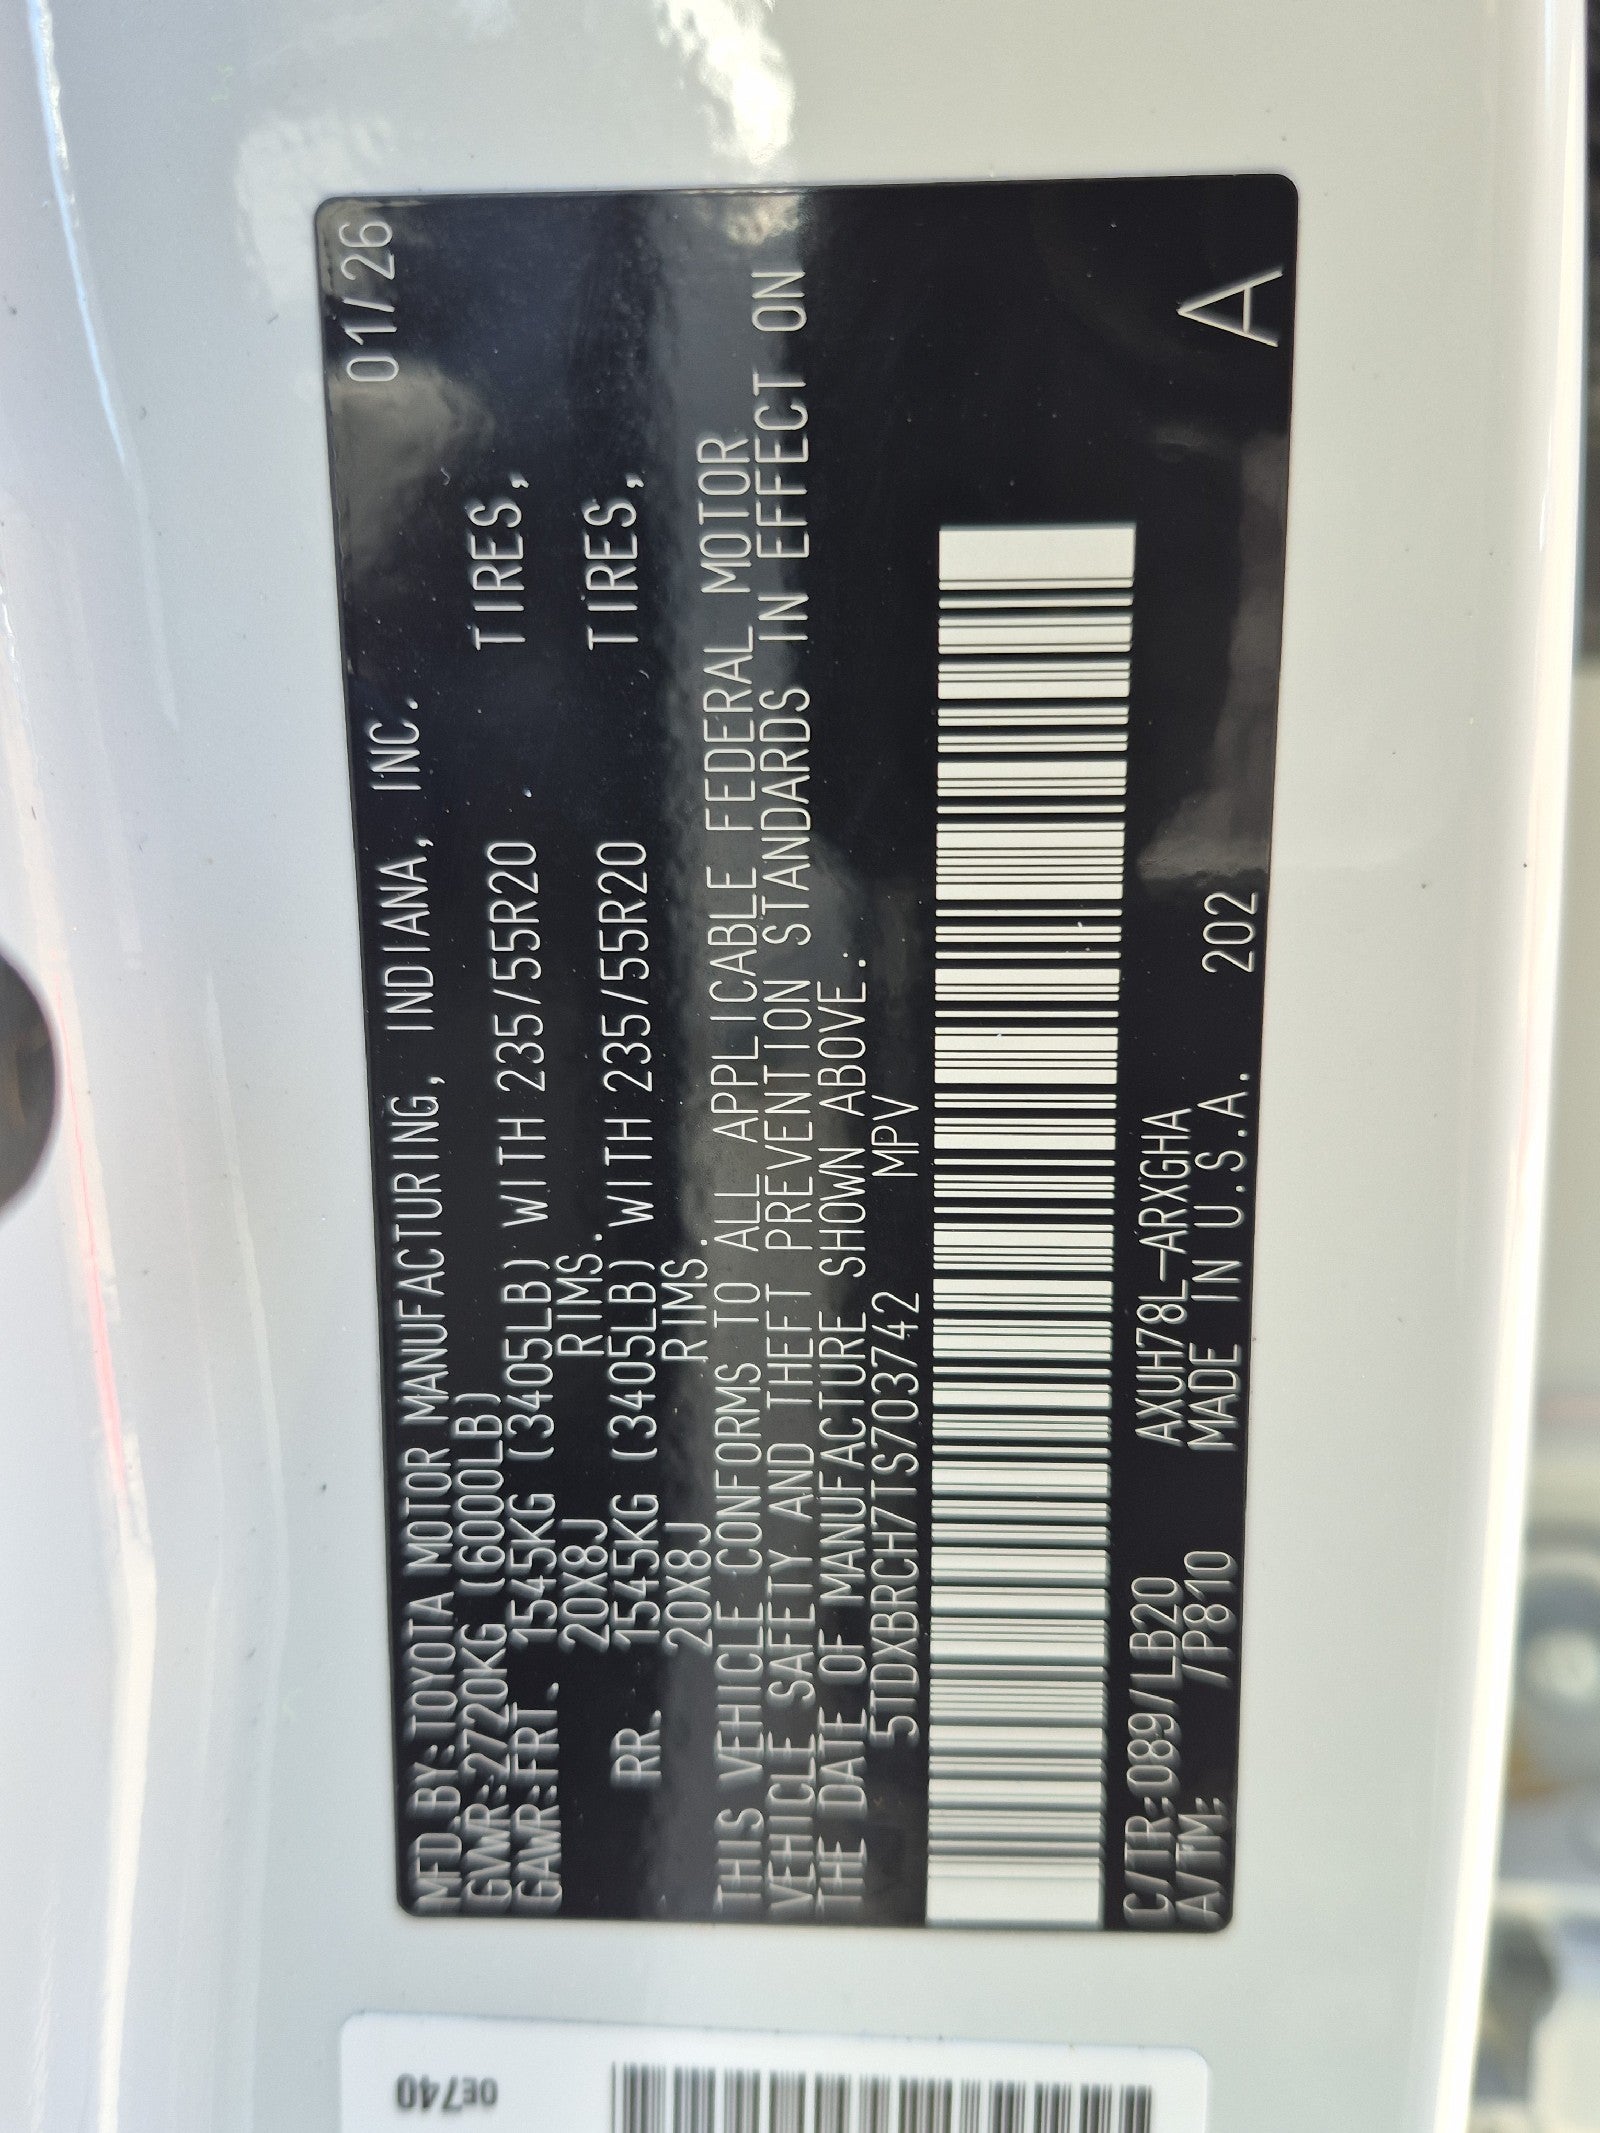 MFD.BY:TOYOTA MOTOR MANUFACTURING, INDIANA, INC. 01/26
GVWR:2720KG (6000LB)
GAWR:FRT. 1545KG (3405LB) WITH 235/55R20 TIRES,
20X8J RIMS.
RR. 1545KG (3405LB) WITH 235/55R20 TIRES,
20X8J RIMS.
THIS VEHICLE CONFORMS TO ALL APPLICABLE FEDERAL MOTOR
VEHICLE SAFETY AND THEFT PREVENTION STANDARDS IN EFFECT ON
THE DATE OF MANUFACTURE SHOWN ABOVE.
5TDXBRCH7TS703742 MPV
C/TR:089/LB20 AXUH78L-ARXGHA
A/TM: /P810 MADE IN U.S.A. 202 A
0E740
0E740